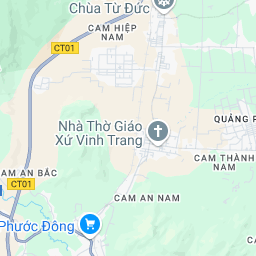 Chùa Từ Đức
CAM HIỆP
NAM
CT01
Nhà Thờ Giáo
Xứ Vinh Trang
QUẢNG
CAM THÀNH
NAM
CAM AN BẮC
CT01
CAM AN NAM
Phước Đông